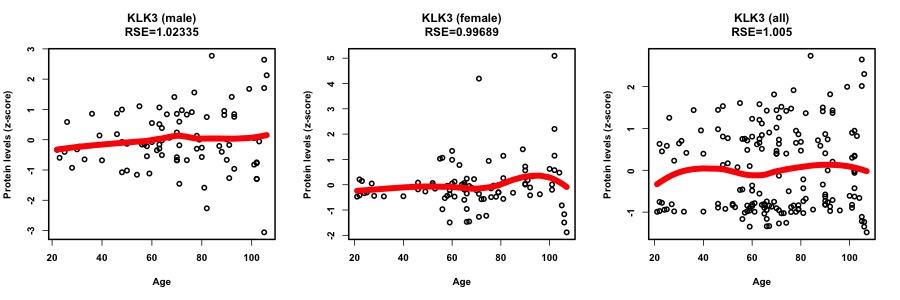 KLK3 (male)
RSE=1.02335
Protein levels (z-score)
3
2
1
0
-1
-2
-3
20 40 60 80 100
Age
KLK3 (female)
RSE=0.99689
Protein levels (z-score)
5
4
3
2
1
0
-1
-2
20 40 60 80 100
Age
KLK3 (all)
RSE=1.005
Protein levels (z-score)
2
1
0
-1
20 40 60 80 100
Age